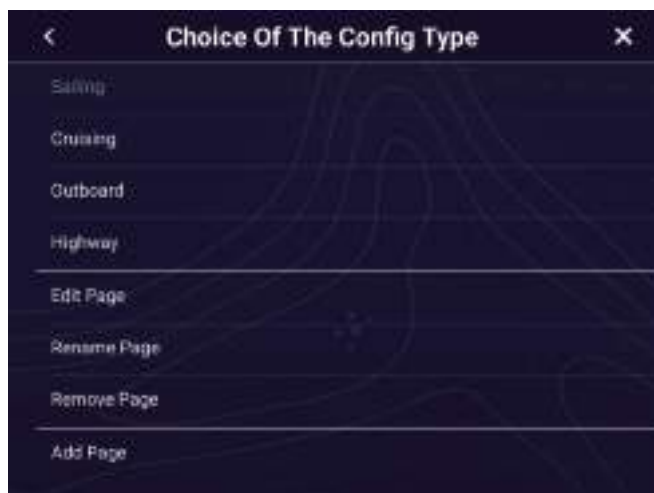 Choice Of The Config Type
Sailing
Cruising
Outboard
Highway
Edit Page
Rename Page
Remove Page
Add Page